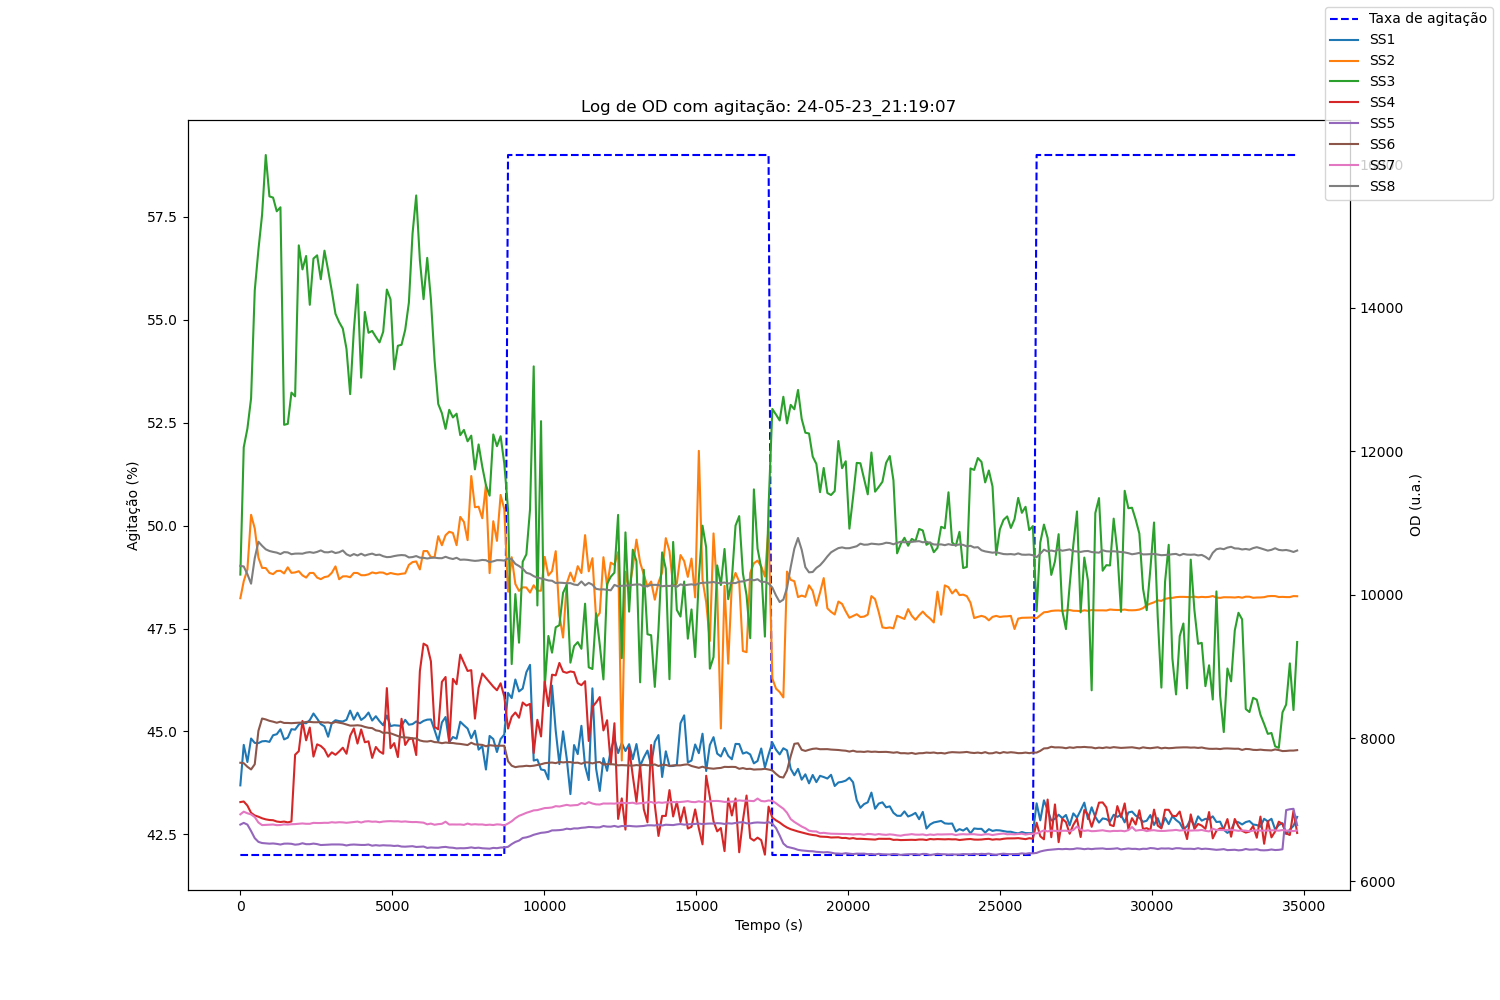 Taxa de agitação
SS1
SS2
SS3
SS4
SS5
SS6
SS7
SS8
Log de OD com agitação: 24-05-23_21:19:07
Agitação (%)
57.5
55.0
52.5
50.0
47.5
45.0
42.5
0
5000
10000
15000
20000
25000
30000
35000
Tempo (s)
16000
14000
12000
10000
8000
6000
OD (u.a.)